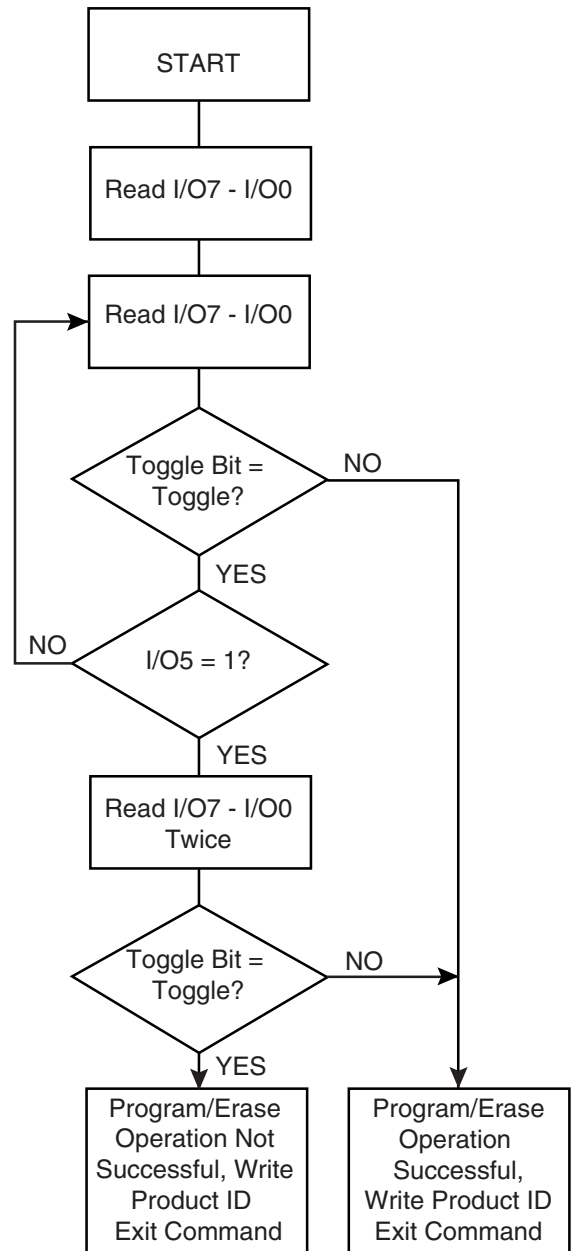 START
Read I/O7 - I/O0
Read I/O7 - I/O0
Toggle Bit =
Toggle?
NO
YES
NO
I/O5 = 1?
YES
Read I/O7 - I/O0
Twice
Toggle Bit =
Toggle?
NO
YES
Program/Erase
Operation Not
Successful, Write
Product ID
Exit Command
Program/Erase
Operation
Successful,
Write Product ID
Exit Command